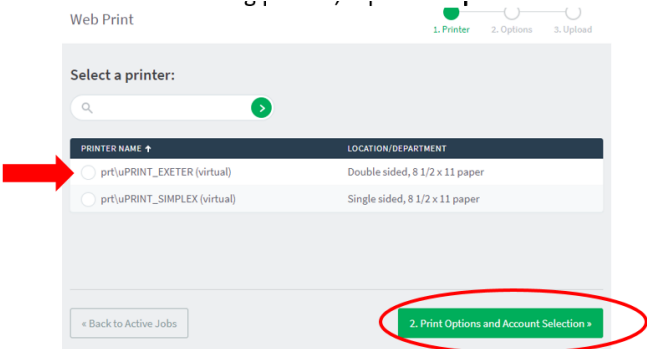 Web Print
1. Printer 2. Options 3. Upload
Select a printer:
PRINTER NAME ↑ LOCATION/DEPARTMENT
prt\uPRINT_EXETER (virtual) Double sided, 8 1/2 x 11 paper
prt\uPRINT_SIMPLEX (virtual) Single sided, 8 1/2 x 11 paper
« Back to Active Jobs 2. Print Options and Account Selection »